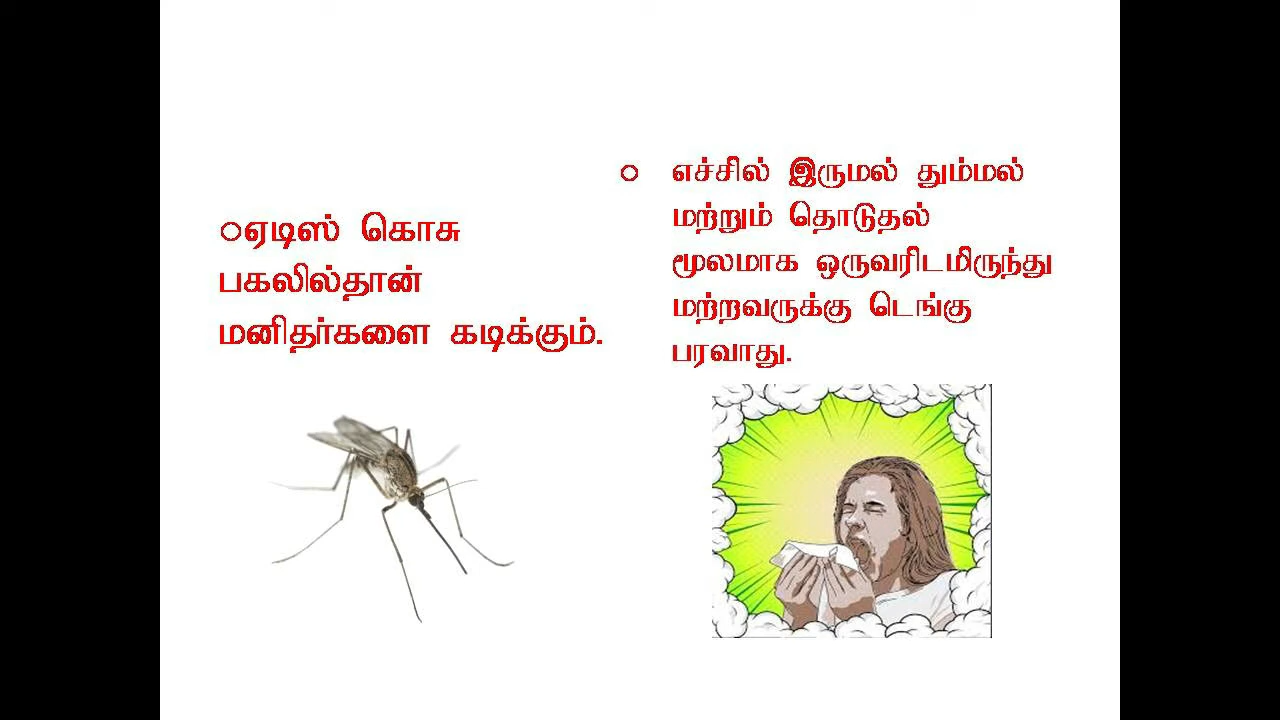 ஏடிஸ் கொசு
பகலில்தான்
மனிதர்களை கடிக்கும்.
எச்சில் இருமல் தும்மல்
மற்றும் தொடுதல்
மூலமாக ஒருவரிடமிருந்து
மற்றவருக்கு டெங்கு
பரவாது.